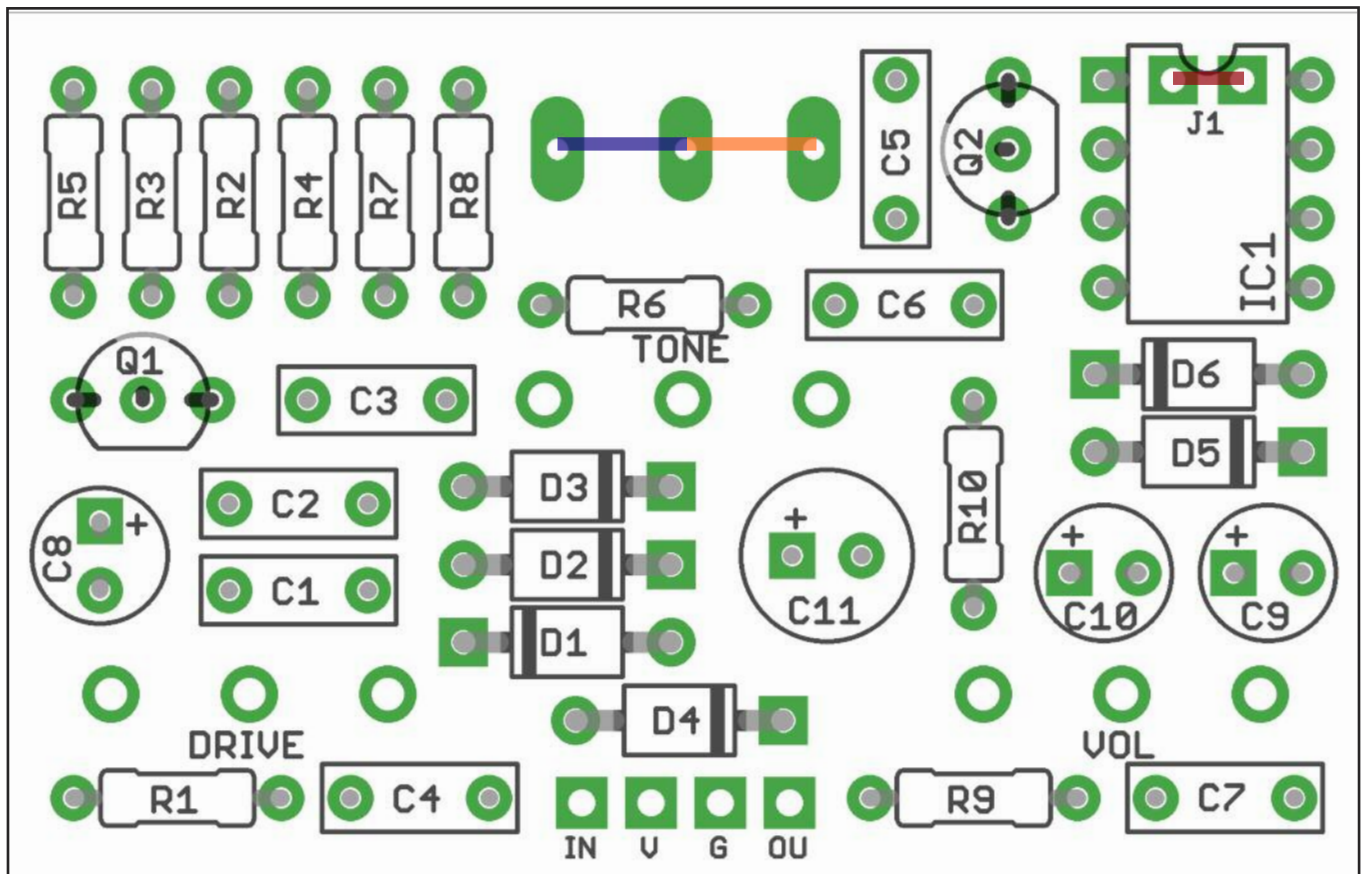 R5
R3
R2
R4
R7
R8
C5
Q2
J1
IC1
R6
C6
TONE
Q1
C3
D6
D5
D3
R10
C2
+
C8
D2
+
C11
+
C10
+
C9
C1
D1
D4
DRIVE
VOL
R1
C4
R9
C7
IN
V
G
OU